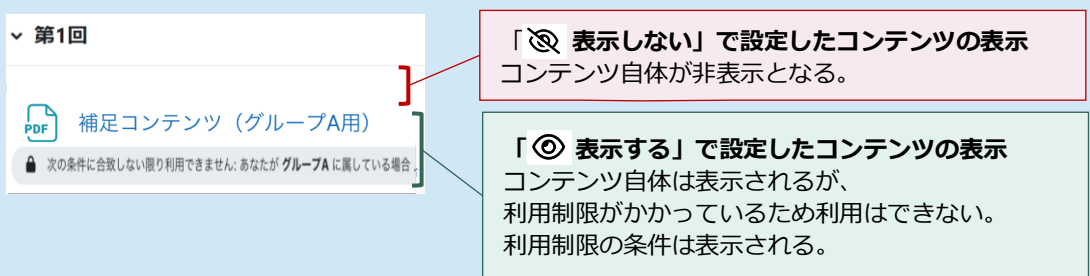 第1回
PDF 補足コンテンツ（グループA用）
次の条件に合致しない限り利用できません: あなたが グループA に属している場合
「 表示しない」で設定したコンテンツの表示
コンテンツ自体が非表示となる。
「 表示する」で設定したコンテンツの表示
コンテンツ自体は表示されるが、
利用制限がかかっているため利用はできない。
利用制限の条件は表示される。